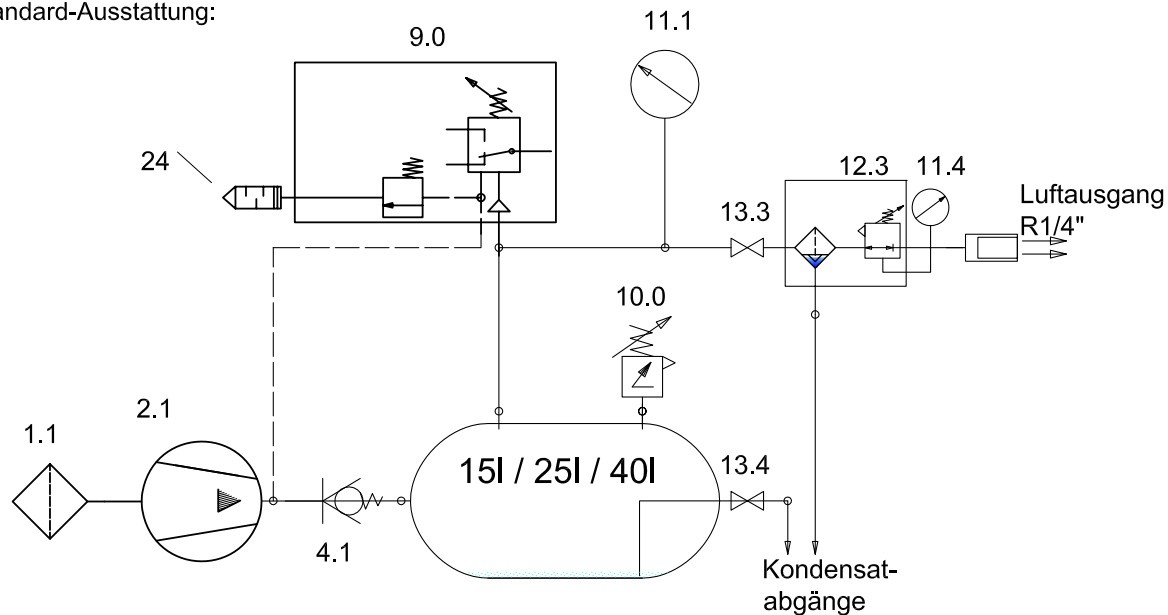 andard-Ausstattung:
9.0
11.1
24
12.3
11.4
13.3
Luftausgang
R1/4"
10.0
2.1
1.1
15l / 25l / 40l
13.4
4.1
Kondensat-
abgänge